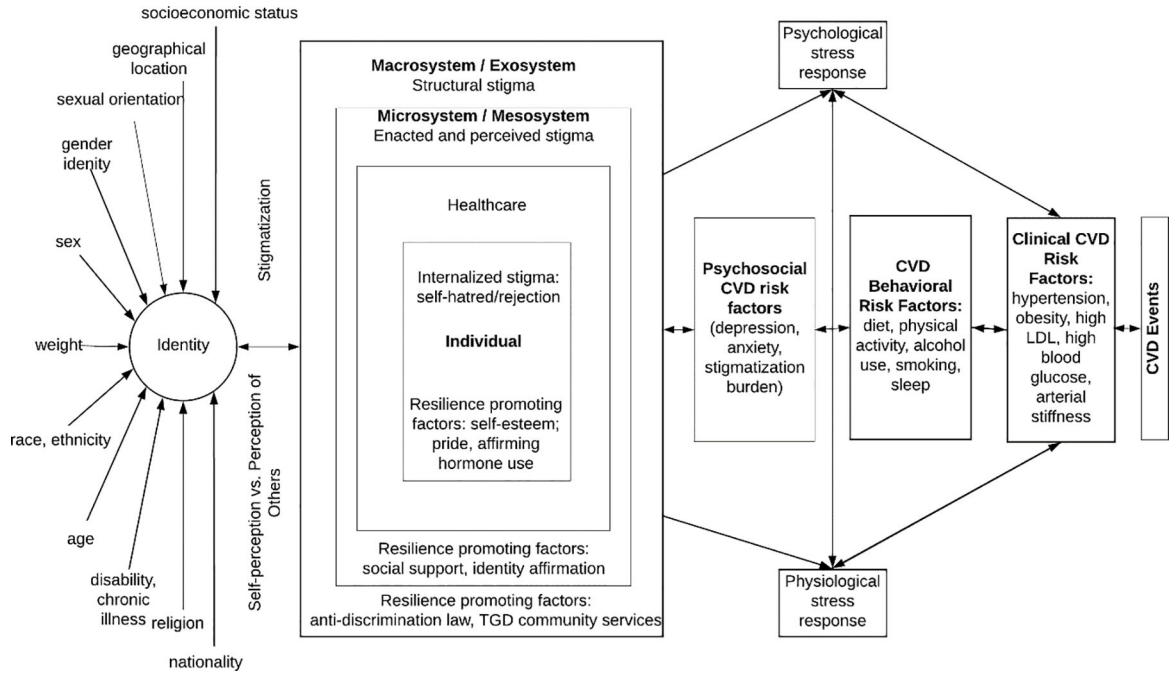 socioeconomic status
geographical
location
sexual orientation
gender
idenity
sex
weight
race, ethnicity
age
disability,
chronic
illness
religion
nationality
Identity
Stigmatization
Self-perception vs. Perception of
Others
Macrosystem / Exosystem
Structural stigma
Microsystem / Mesosystem
Enacted and perceived stigma
Healthcare
Internalized stigma:
self-hatred/rejection
Individual
Resilience promoting
factors: self-esteem;
pride, affirming
hormone use
Resilience promoting factors:
social support, identity affirmation
Resilience promoting factors:
anti-discrimination law, TGD community services
Psychological
stress
response
Psychosocial
CVD risk
factors
(depression,
anxiety,
stigmatization
burden)
CVD
Behavioral
Risk Factors:
diet, physical
activity, alcohol
use, smoking,
sleep
Clinical CVD
Risk
Factors:
hypertension,
obesity, high
LDL, high
blood
glucose,
arterial
stiffness
CVD Events
Physiological
stress
response